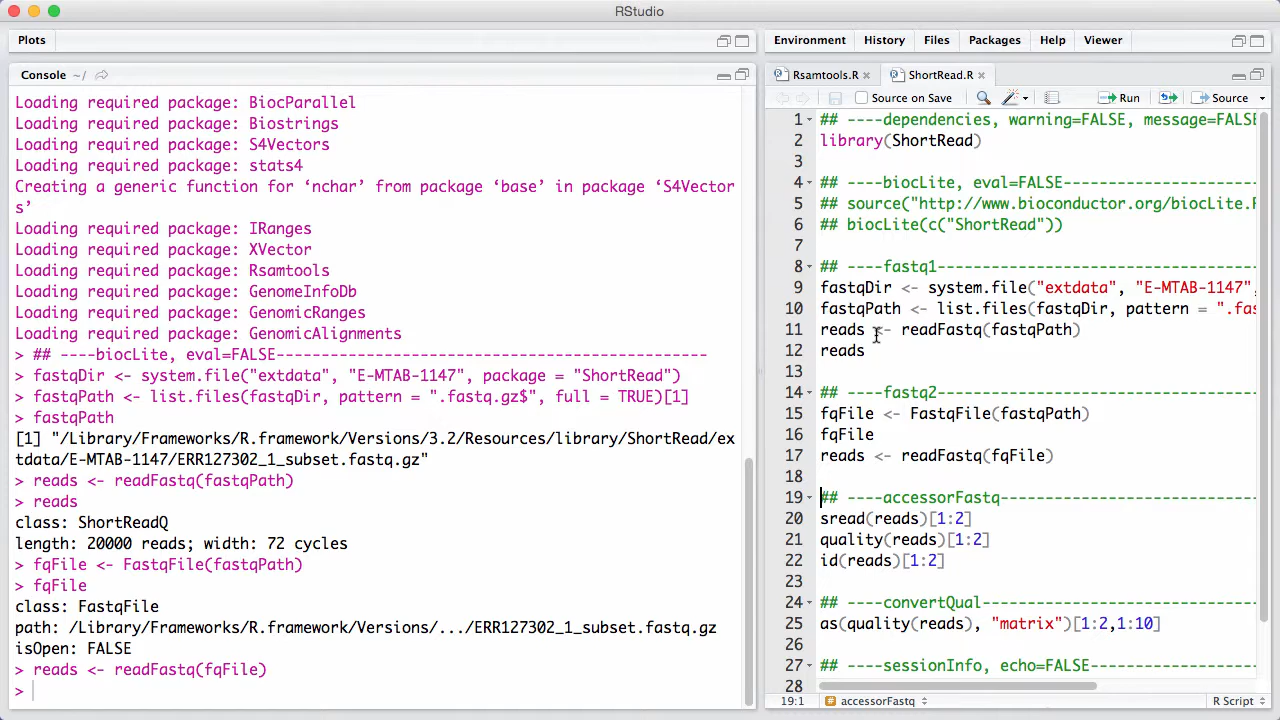 RStudio
Plots
Console ~/
Loading required package: BiocParallel
Loading required package: Biostrings
Loading required package: S4Vectors
Loading required package: stats4
Creating a generic function for ‘nchar’ from package ‘base’ in package ‘S4Vector
s’
Loading required package: IRanges
Loading required package: XVector
Loading required package: Rsamtools
Loading required package: GenomeInfoDb
Loading required package: GenomicRanges
Loading required package: GenomicAlignments
> ## ----biocLite, eval=FALSE------------------------------------------------
> fastqDir <- system.file("extdata", "E-MTAB-1147", package = "ShortRead")
> fastqPath <- list.files(fastqDir, pattern = ".fastq.gz$", full = TRUE)[1]
> fastqPath
[1] "/Library/Frameworks/R.framework/Versions/3.2/Resources/library/ShortRead/ex
tdata/E-MTAB-1147/ERR127302_1_subset.fastq.gz"
> reads <- readFastq(fastqPath)
> reads
class: ShortReadQ
length: 20000 reads; width: 72 cycles
> fqFile <- FastqFile(fastqPath)
> fqFile
class: FastqFile
path: /Library/Frameworks/R.framework/Versions/.../ERR127302_1_subset.fastq.gz
isOpen: FALSE
> reads <- readFastq(fqFile)
>
Environment History Files Packages Help Viewer
Rsamtools.R ShortRead.R
Source on Save Run Source
1 ## ----dependencies, warning=FALSE, message=FALSE
2 library(ShortRead)
3
4 ## ----biocLite, eval=FALSE----------------------
5 ## source("http://www.bioconductor.org/biocLite.R
6 ## biocLite(c("ShortRead"))
7
8 ## ----fastq1------------------------------------
9 fastqDir <- system.file("extdata", "E-MTAB-1147",
10 fastqPath <- list.files(fastqDir, pattern = ".fas
11 reads <- readFastq(fastqPath)
12 reads
13
14 ## ----fastq2------------------------------------
15 fqFile <- FastqFile(fastqPath)
16 fqFile
17 reads <- readFastq(fqFile)
18
19 ## ----accessorFastq-----------------------------
20 sread(reads)[1:2]
21 quality(reads)[1:2]
22 id(reads)[1:2]
23
24 ## ----convertQual-------------------------------
25 as(quality(reads), "matrix")[1:2,1:10]
26
27 ## ----sessionInfo, echo=FALSE-------------------
28
19:1 # accessorFastq R Script